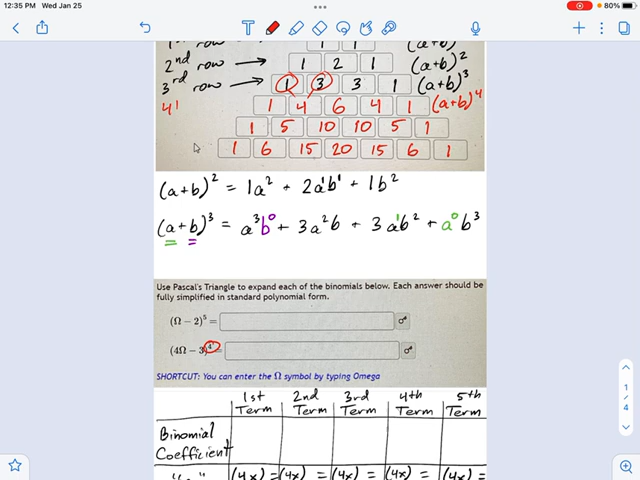 12:35 PM Wed Jan 25
80%
1st row 1 1 (a+b)
2nd row → 1 2 1 (a+b)²
3rd row → 1 3 3 1 (a+b)³
4' 1 4 6 4 1 (a+b)⁴
1 5 10 10 5 1
1 6 15 20 15 6 1
(a+b)² = 1a² + 2a¹b¹ + 1b²
(a+b)³ = a³b⁰ + 3a²b + 3a¹b² + a⁰b³
Use Pascal's Triangle to expand each of the binomials below. Each answer should be
fully simplified in standard polynomial form.
(Ω − 2)⁵ =
(4Ω − 3)⁴ =
SHORTCUT: You can enter the Ω symbol by typing Omega
1st Term 2nd Term 3rd Term 4th Term 5th Term
Binomial
Coefficient
(4x) = (4x) = (4x) = (4x) = (4x) =
1
4